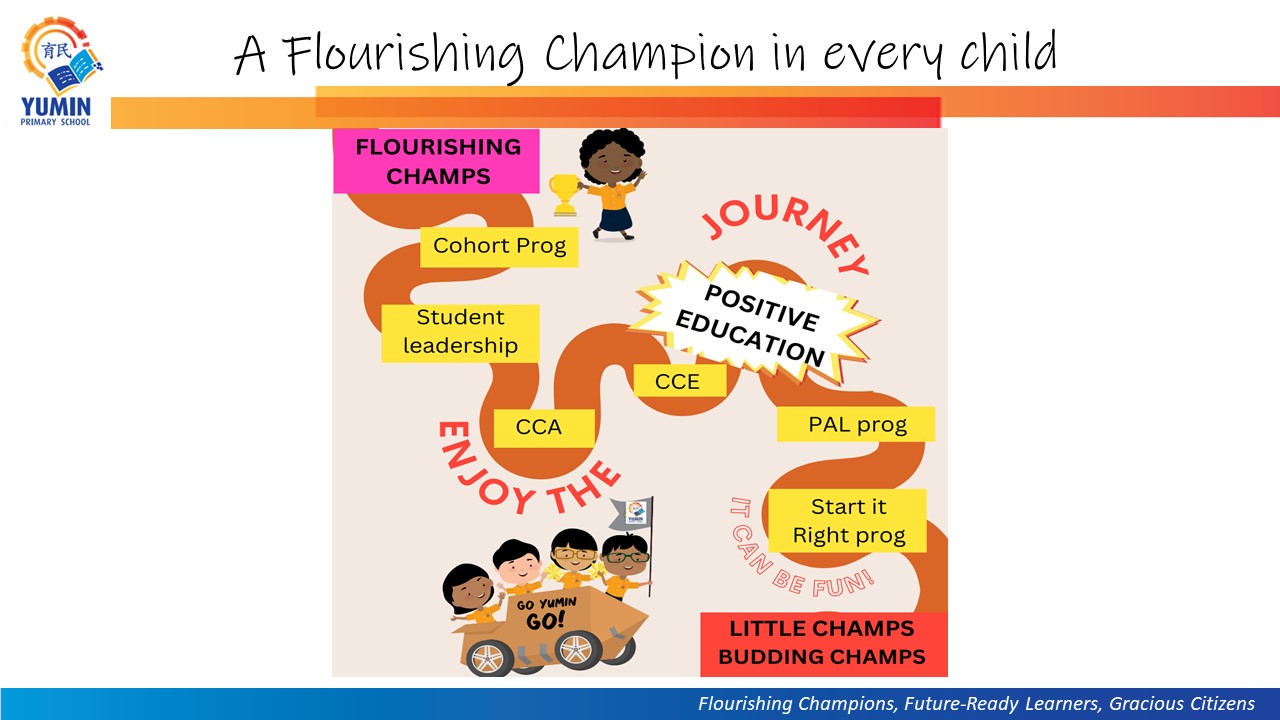 育民
YUMIN
PRIMARY SCHOOL
A Flourishing Champion in every child
FLOURISHING
CHAMPS
Cohort Prog
Student
leadership
JOURNEY
POSITIVE
EDUCATION
CCE
CCA
PAL prog
ENJOY THE
Start it
Right prog
IT CAN BE FUN!
YUMIN
GO YUMIN
GO!
LITTLE CHAMPS
BUDDING CHAMPS
Flourishing Champions, Future-Ready Learners, Gracious Citizens